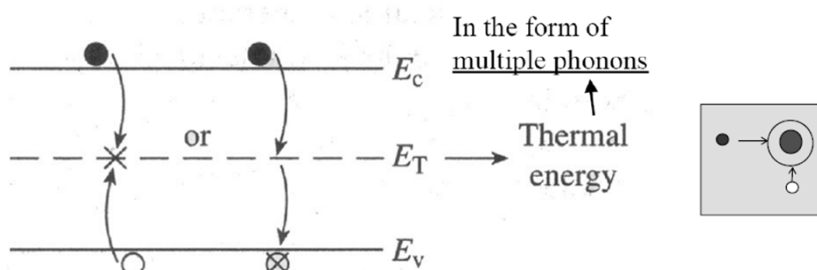 In the form of
multiple phonons
E_c
or
E_T
Thermal
energy
E_v